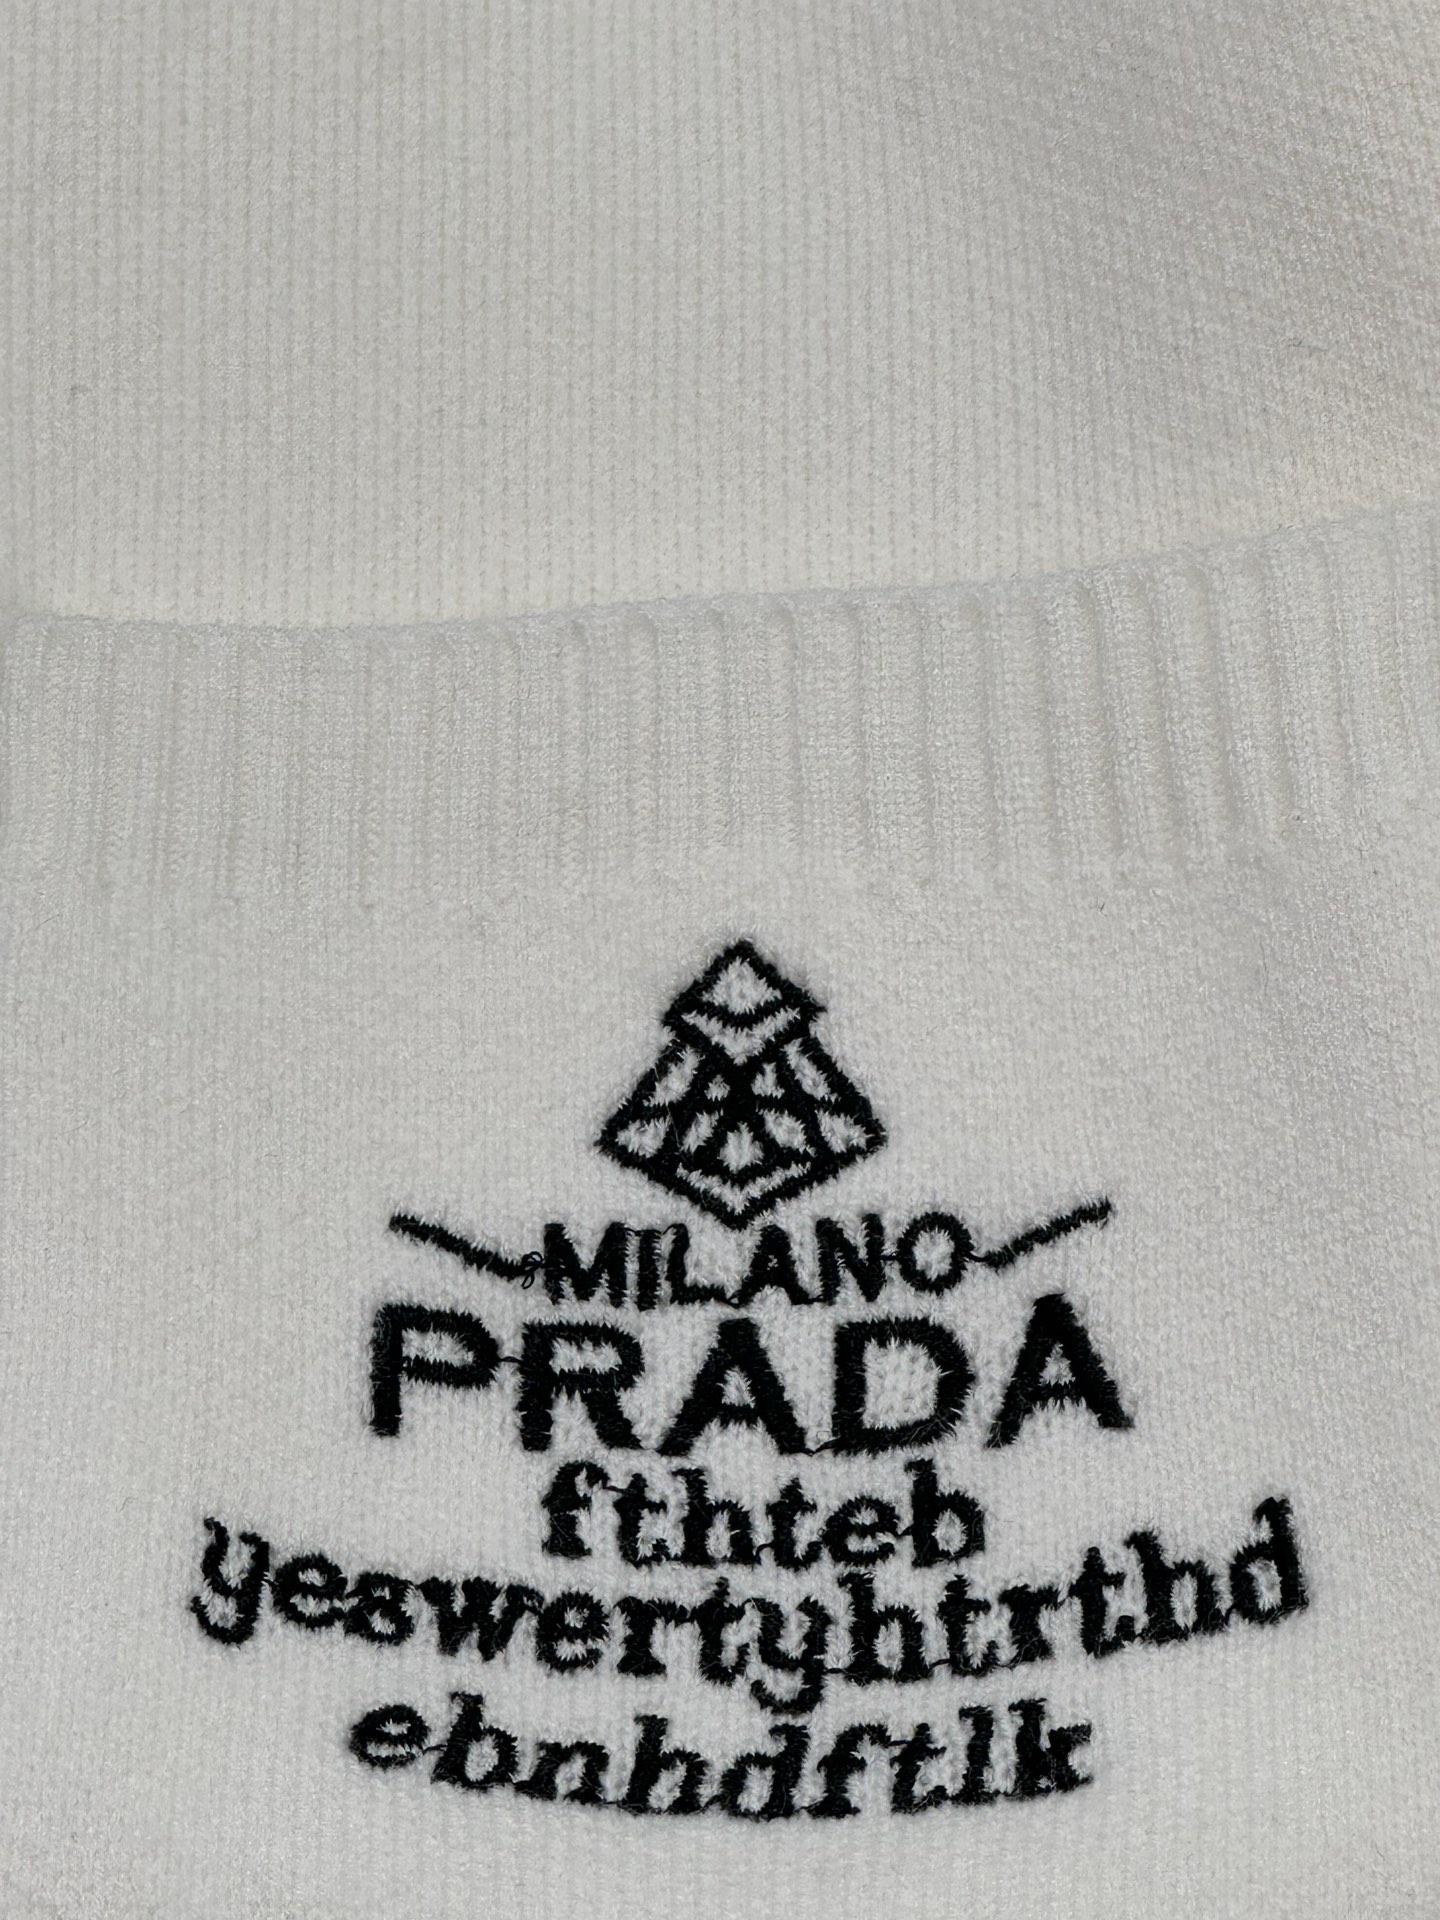 MILANO
PRADA
fthteb
yeswertyhtrthd
ebnhdftlk